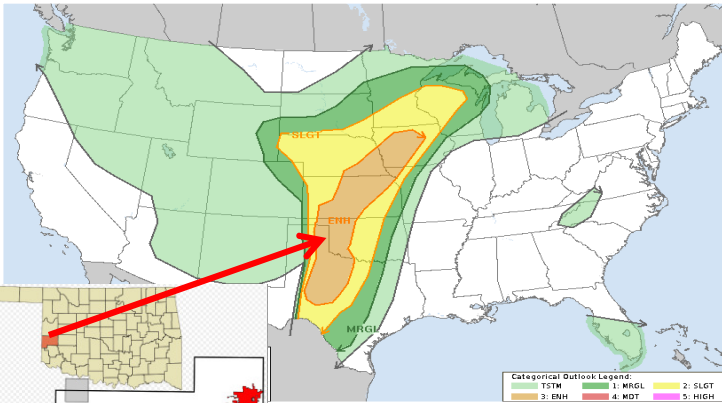 SLGT
ENH
MRGL
Categorical Outlook Legend:
TSTM 1: MRGL 2: SLGT
3: ENH 4: MDT 5: HIGH